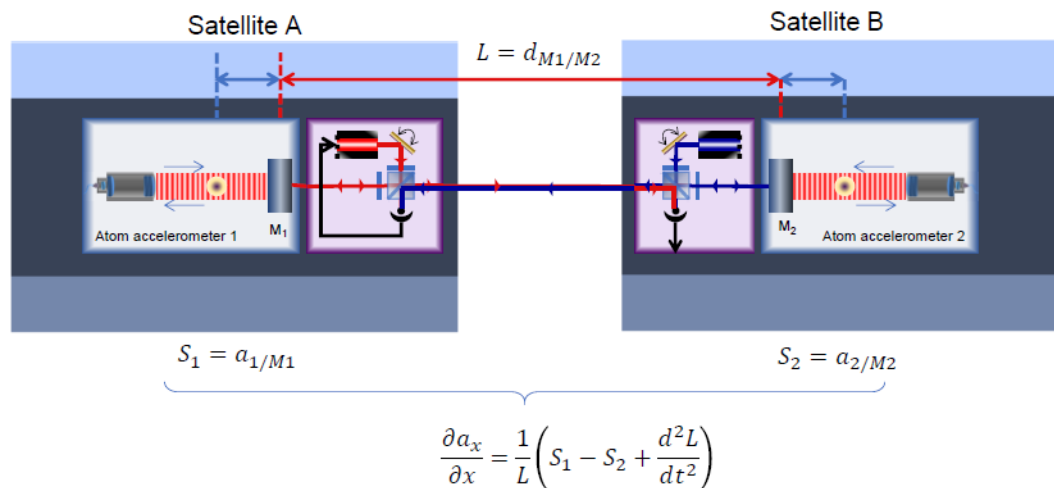 Satellite A
Satellite B
L = d_{M1/M2}
M₁
Atom accelerometer 1
M₂
Atom accelerometer 2
S₁ = a_{1/M1}
S₂ = a_{2/M2}
∂a_x/∂x = 1/L (S₁ − S₂ + d²L/dt²)